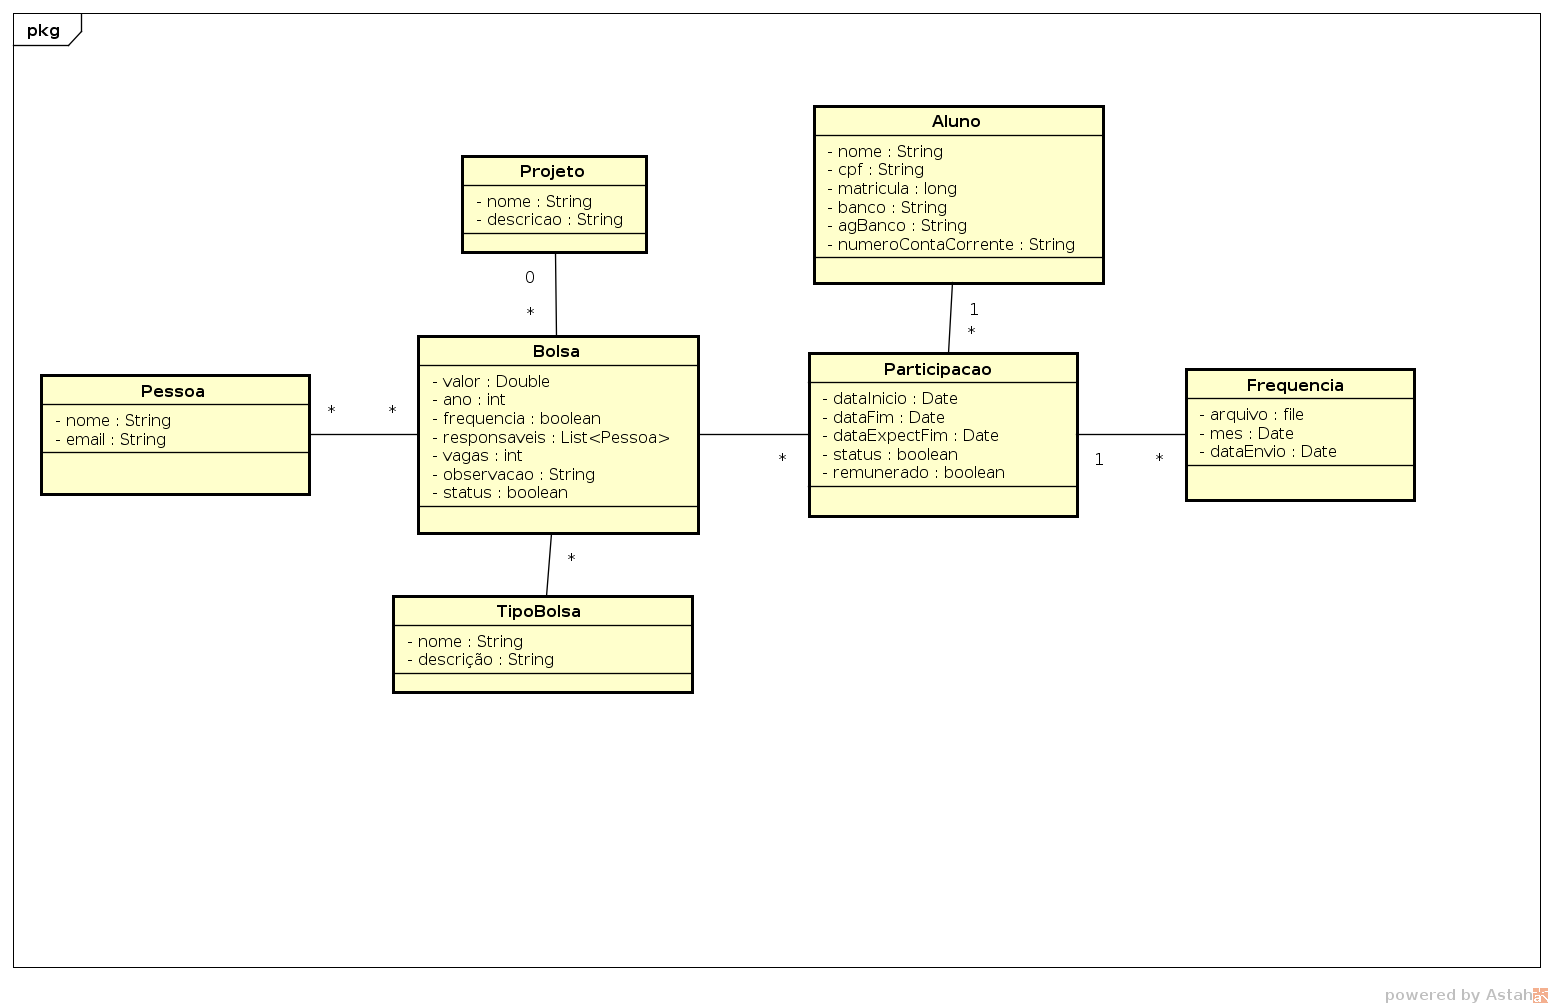 pkg
Aluno
- nome : String
- cpf : String
- matricula : long
- banco : String
- agBanco : String
- numeroContaCorrente : String
Projeto
- nome : String
- descricao : String
0
*
1
*
Pessoa
- nome : String
- email : String
*
*
Bolsa
- valor : Double
- ano : int
- frequencia : boolean
- responsaveis : List<Pessoa>
- vagas : int
- observacao : String
- status : boolean
*
Participacao
- dataInicio : Date
- dataFim : Date
- dataExpectFim : Date
- status : boolean
- remunerado : boolean
1
*
Frequencia
- arquivo : file
- mes : Date
- dataEnvio : Date
*
TipoBolsa
- nome : String
- descrição : String
powered by Astah